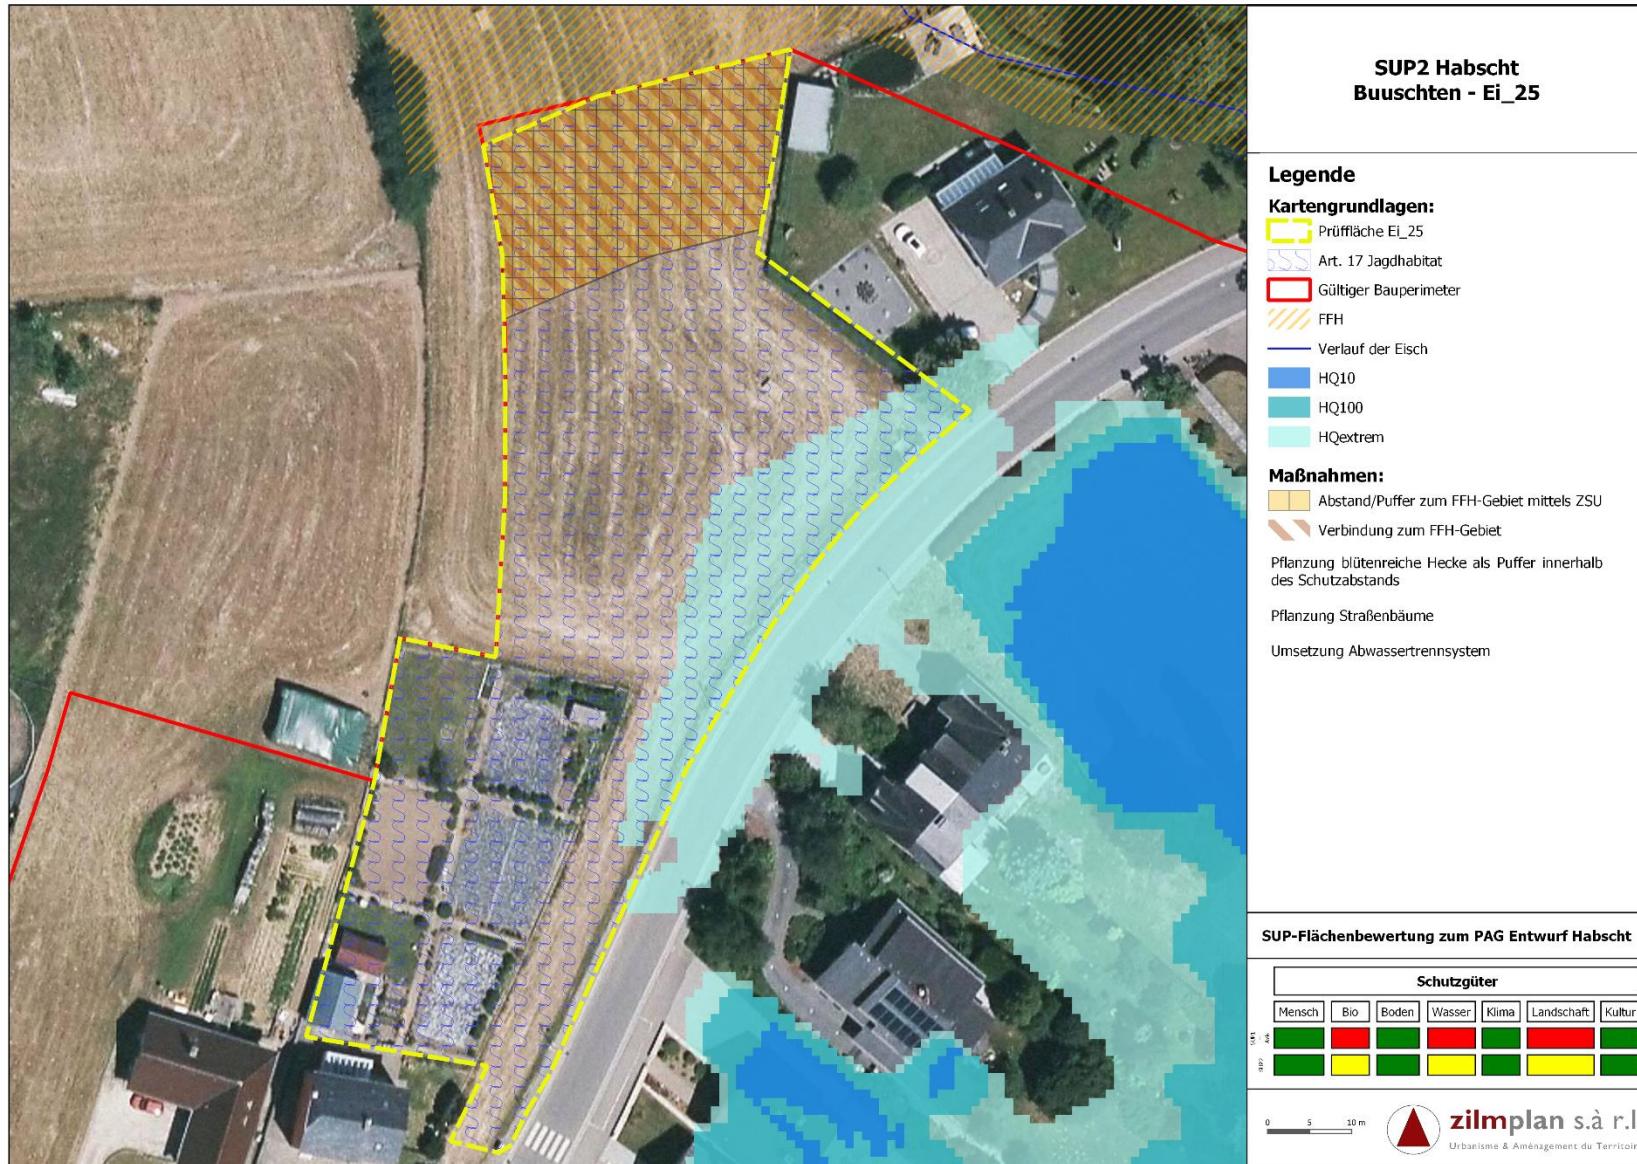 SUP2 Habscht
Buuschten - Ei_25
Legende
Kartengrundlagen:
Prüffläche Ei_25
Art. 17 Jagdhabitat
Gültiger Bauperimeter
FFH
Verlauf der Eisch
HQ10
HQ100
HQextrem
Maßnahmen:
Abstand/Puffer zum FFH-Gebiet mittels ZSU
Verbindung zum FFH-Gebiet
Pflanzung blütenreiche Hecke als Puffer innerhalb
des Schutzabstands
Pflanzung Straßenbäume
Umsetzung Abwassertrennsystem
SUP-Flächenbewertung zum PAG Entwurf Habscht
Schutzgüter
Mensch Bio Boden Wasser Klima Landschaft Kultur
0 5 10 m
zilmplan s.à r.l
Urbanisme & Aménagement du Territoir